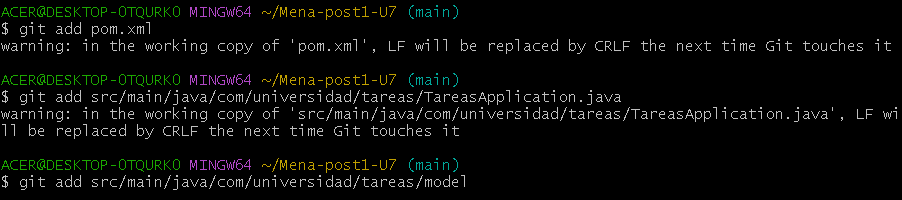 ACER@DESKTOP-OTQURKO MINGW64 ~/Mena-post1-U7 (main)
$ git add pom.xml
warning: in the working copy of 'pom.xml', LF will be replaced by CRLF the next time Git touches it
ACER@DESKTOP-OTQURKO MINGW64 ~/Mena-post1-U7 (main)
$ git add src/main/java/com/universidad/tareas/TareasApplication.java
warning: in the working copy of 'src/main/java/com/universidad/tareas/TareasApplication.java', LF wi
ll be replaced by CRLF the next time Git touches it
ACER@DESKTOP-OTQURKO MINGW64 ~/Mena-post1-U7 (main)
$ git add src/main/java/com/universidad/tareas/model